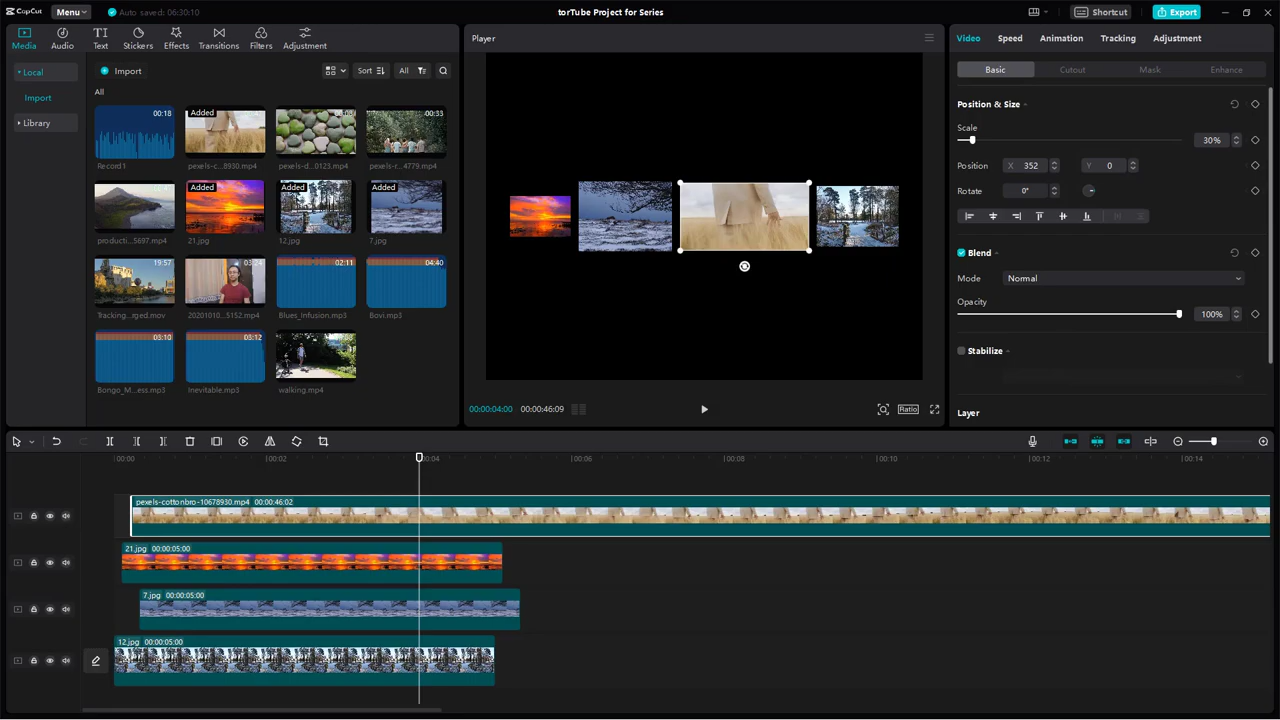 CapCut
Menu
Auto saved: 06:30:10
torTube Project for Series
Shortcut
Export
Media
Audio
Text
Stickers
Effects
Transitions
Filters
Adjustment
Player
Video
Speed
Animation
Tracking
Adjustment
Local
Import
Library
Import
Sort
All
All
00:18
Record1
Added
pexels-c...8930.mp4
pexels-d...0123.mp4
00:33
pexels-r...4779.mp4
producti...5697.mp4
Added
21.jpg
Added
12.jpg
Added
7.jpg
19:57
Tracking...rged.mov
03:24
20201010...5152.mp4
02:11
Blues_Infusion.mp3
04:40
Bovi.mp3
03:10
Bongo_M...ess.mp3
03:12
Inevitable.mp3
walking.mp4
00:00:04:00
00:00:46:09
Ratio
Basic
Cutout
Mask
Enhance
Position & Size
Scale
30%
Position
X 352
Y 0
Rotate
0°
Blend
Mode
Normal
Opacity
100%
Stabilize
Layer
00:00
00:02
00:04
00:06
00:08
00:10
00:12
00:14
pexels-cottonbro-10678930.mp4 00:00:46:02
21.jpg 00:00:05:00
7.jpg 00:00:05:00
12.jpg 00:00:05:00